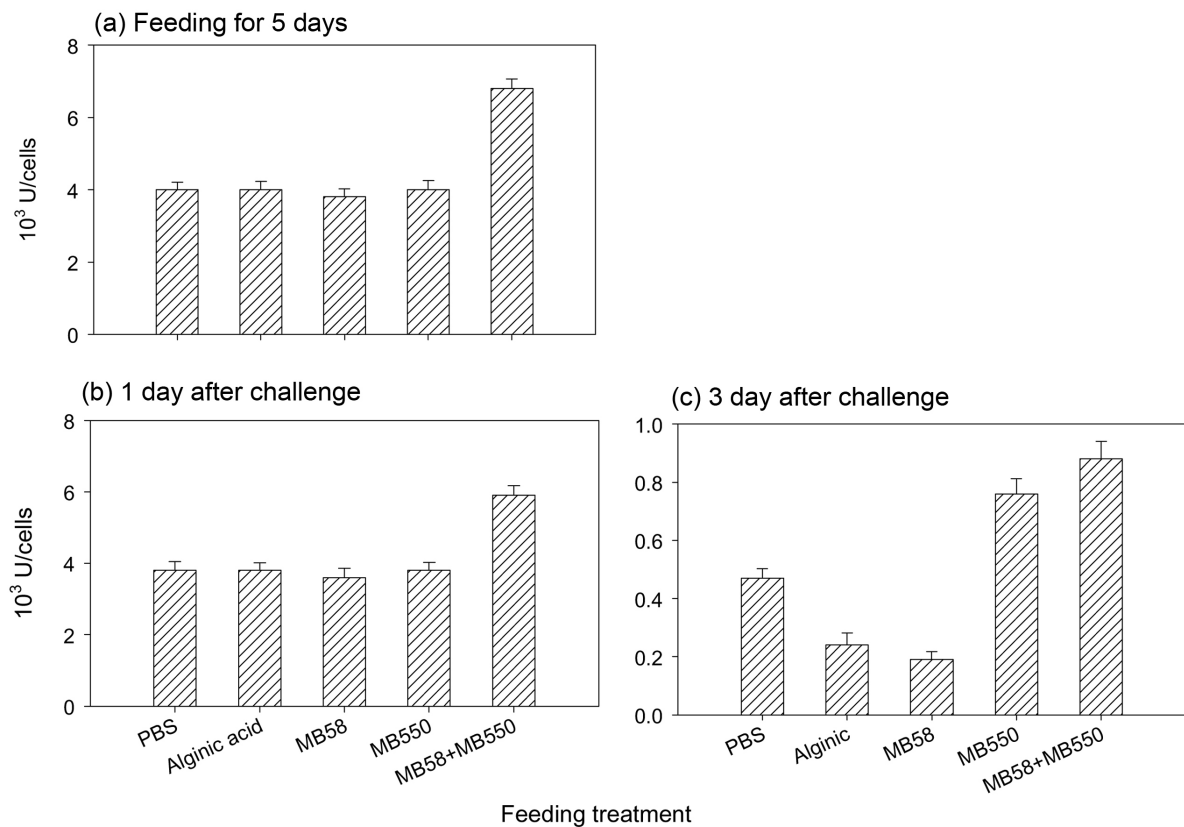 (a) Feeding for 5 days
8
6
4
2
0
10³ U/cells
(b) 1 day after challenge
8
6
4
2
0
10³ U/cells
PBS
Alginic acid
MB58
MB550
MB58+MB550
(c) 3 day after challenge
1.0
0.8
0.6
0.4
0.2
0.0
PBS
Alginic
MB58
MB550
MB58+MB550
Feeding treatment